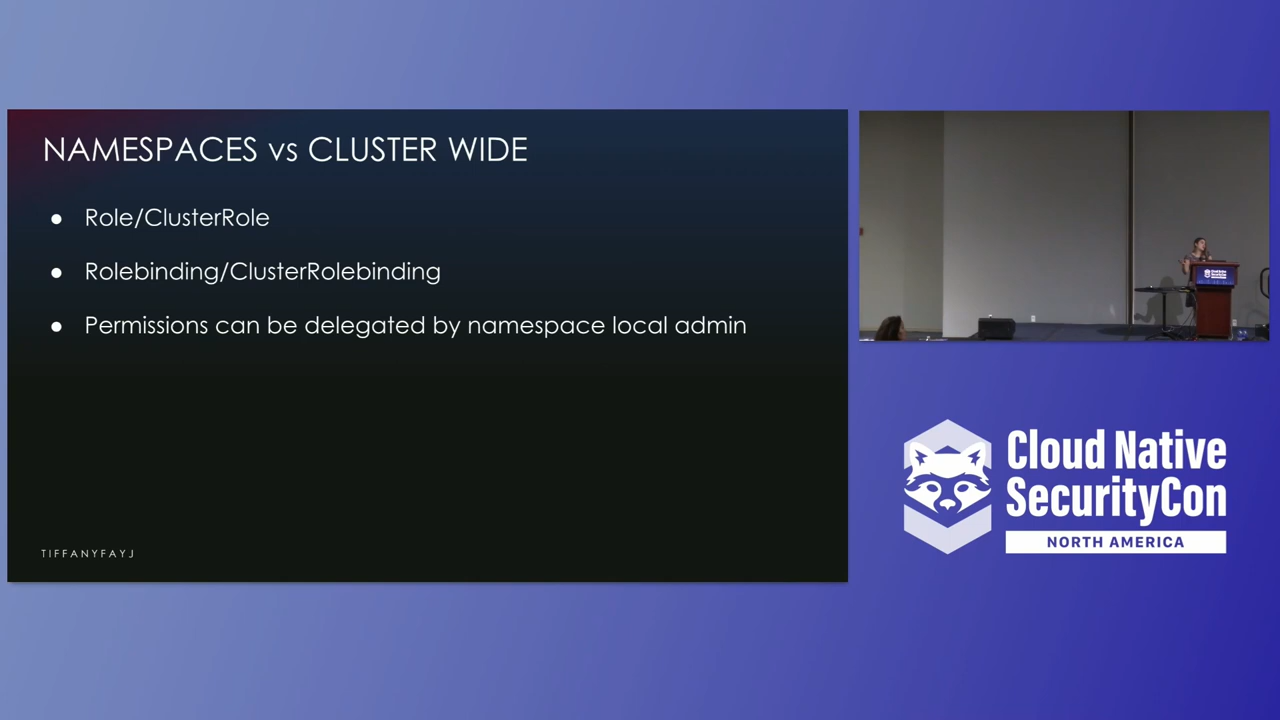 NAMESPACES vs CLUSTER WIDE
● Role/ClusterRole
● Rolebinding/ClusterRolebinding
● Permissions can be delegated by namespace local admin
TIFFANYFAYJ
Cloud Native
SecurityCon
NORTH AMERICA